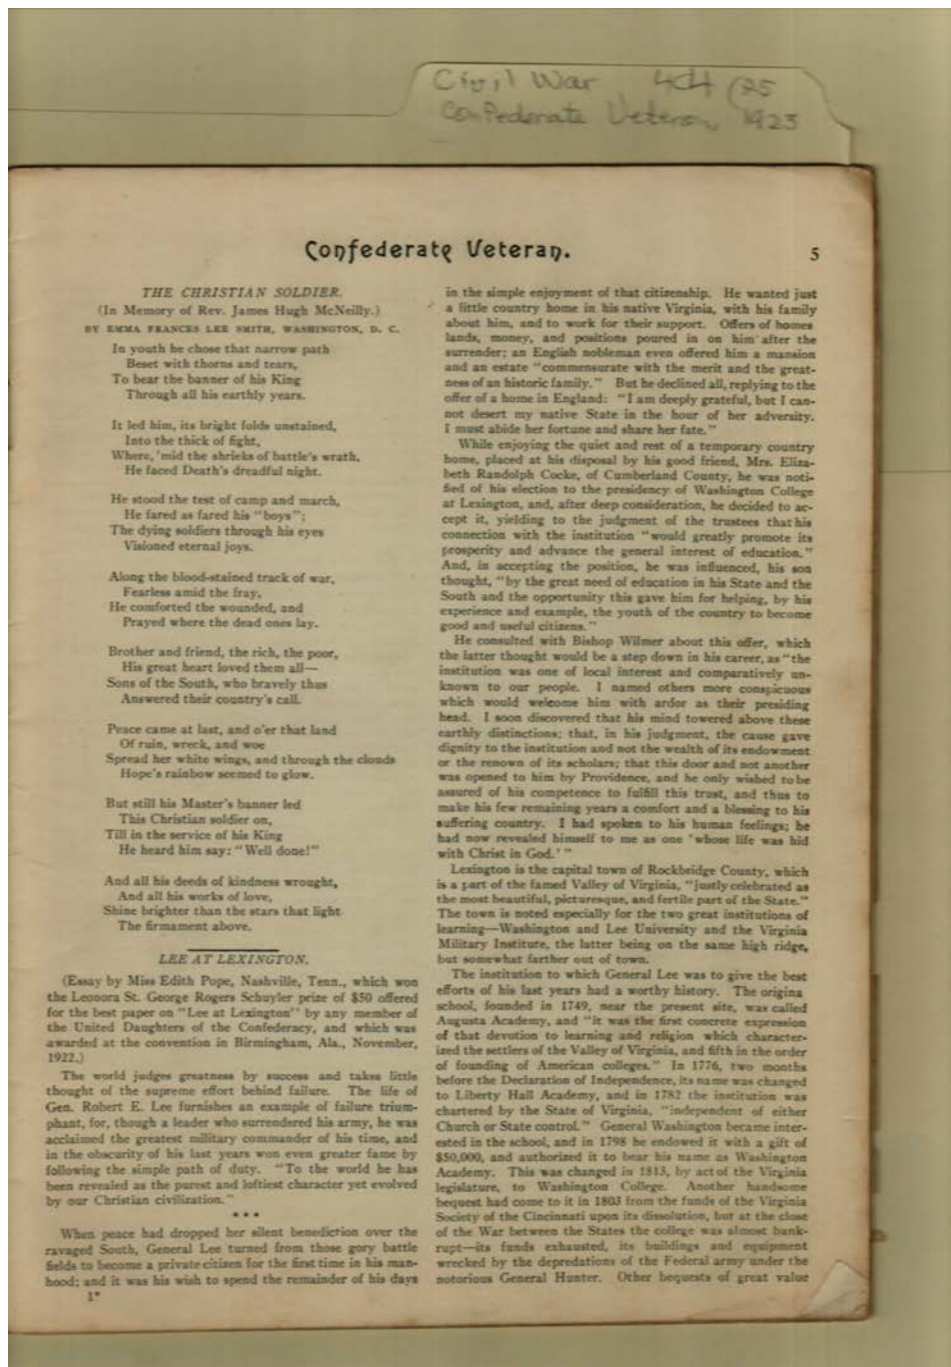 Civil War 404 (25
Confederate Veteran 1923
Confederate Veteran.
5
THE CHRISTIAN SOLDIER.
(In Memory of Rev. James Hugh McNeilly.)
BY EMMA FRANCES LEE SMITH, WASHINGTON, D. C.
In youth he chose that narrow path
Beset with thorns and tears,
To bear the banner of his King
Through all his earthly years.
It led him, its bright folds unstained,
Into the thick of fight,
Where, 'mid the shrieks of battle's wrath,
He faced Death's dreadful night.
He stood the test of camp and march,
He fared as fared his "boys";
The dying soldiers through his eyes
Visioned eternal joys.
Along the blood-stained track of war,
Fearless amid the fray,
He comforted the wounded, and
Prayed where the dead ones lay.
Brother and friend, the rich, the poor,
His great heart loved them all—
Sons of the South, who bravely thus
Answered their country's call.
Peace came at last, and o'er that land
Of ruin, wreck, and woe
Spread her white wings, and through the clouds
Hope's rainbow seemed to glow.
But still his Master's banner led
This Christian soldier on,
Till in the service of his King
He heard him say: "Well done!"
And all his deeds of kindness wrought,
And all his works of love,
Shine brighter than the stars that light
The firmament above.
LEE AT LEXINGTON.
(Essay by Miss Edith Pope, Nashville, Tenn., which won
the Leonora St. George Rogers Schuyler prize of $50 offered
for the best paper on "Lee at Lexington" by any member of
the United Daughters of the Confederacy, and which was
awarded at the convention in Birmingham, Ala., November,
1922.)
The world judges greatness by success and takes little
thought of the supreme effort behind failure. The life of
Gen. Robert E. Lee furnishes an example of failure trium-
phant, for, though a leader who surrendered his army, he was
acclaimed the greatest military commander of his time, and
in the obscurity of his last years won even greater fame by
following the simple path of duty. "To the world he has
been revealed as the purest and loftiest character yet evolved
by our Christian civilization."
***
When peace had dropped her silent benediction over the
ravaged South, General Lee turned from those gory battle
fields to become a private citizen for the first time in his man-
hood; and it was his wish to spend the remainder of his days
1*
in the simple enjoyment of that citizenship. He wanted just
a little country home in his native Virginia, with his family
about him, and to work for their support. Offers of homes
lands, money, and positions poured in on him after the
surrender; an English nobleman even offered him a mansion
and an estate "commensurate with the merit and the great-
ness of an historic family." But he declined all, replying to the
offer of a home in England: "I am deeply grateful, but I can-
not desert my native State in the hour of her adversity.
I must abide her fortune and share her fate."
While enjoying the quiet and rest of a temporary country
home, placed at his disposal by his good friend, Mrs. Eliza-
beth Randolph Cocke, of Cumberland County, he was noti-
fied of his election to the presidency of Washington College
at Lexington, and, after deep consideration, he decided to ac-
cept it, yielding to the judgment of the trustees that his
connection with the institution "would greatly promote its
prosperity and advance the general interest of education."
And, in accepting the position, he was influenced, his son
thought, "by the great need of education in his State and the
South and the opportunity this gave him for helping, by his
experience and example, the youth of the country to become
good and useful citizens."
He consulted with Bishop Wilmer about this offer, which
the latter thought would be a step down in his career, as "the
institution was one of local interest and comparatively un-
known to our people. I named others more conspicuous
which would welcome him with ardor as their presiding
head. I soon discovered that his mind towered above these
earthly distinctions; that, in his judgment, the cause gave
dignity to the institution and not the wealth of its endowment
or the renown of its scholars; that this door and not another
was opened to him by Providence, and he only wished to be
assured of his competence to fulfill this trust, and thus to
make his few remaining years a comfort and a blessing to his
suffering country. I had spoken to his human feelings; he
had now revealed himself to me as one 'whose life was hid
with Christ in God.'"
Lexington is the capital town of Rockbridge County, which
is a part of the famed Valley of Virginia, "justly celebrated as
the most beautiful, picturesque, and fertile part of the State."
The town is noted especially for the two great institutions of
learning—Washington and Lee University and the Virginia
Military Institute, the latter being on the same high ridge,
but somewhat farther out of town.
The institution to which General Lee was to give the best
efforts of his last years had a worthy history. The origina
school, founded in 1749, near the present site, was called
Augusta Academy, and "it was the first concrete expression
of that devotion to learning and religion which character-
ized the settlers of the Valley of Virginia, and fifth in the order
of founding of American colleges." In 1776, two months
before the Declaration of Independence, its name was changed
to Liberty Hall Academy, and in 1782 the institution was
chartered by the State of Virginia, "independent of either
Church or State control." General Washington became inter-
ested in the school, and in 1798 he endowed it with a gift of
$50,000, and authorized it to bear his name as Washington
Academy. This was changed in 1813, by act of the Virginia
legislature, to Washington College. Another handsome
bequest had come to it in 1803 from the funds of the Virginia
Society of the Cincinnati upon its dissolution, but at the close
of the War between the States the college was almost bank-
rupt—its funds exhausted, its buildings and equipment
wrecked by the depredations of the Federal army under the
notorious General Hunter. Other bequests of great value